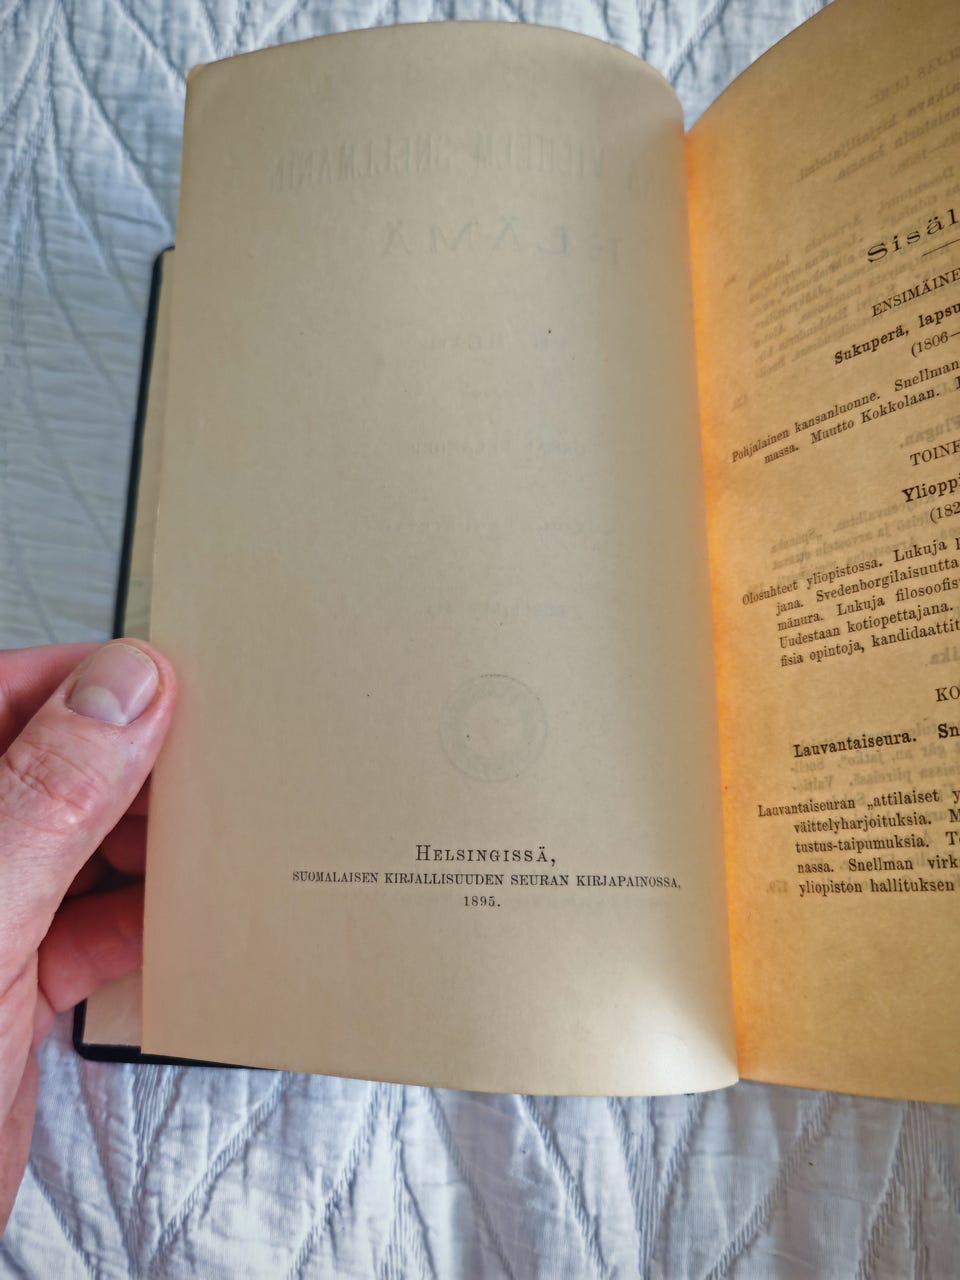 HELSINGISSÄ,
SUOMALAISEN KIRJALLISUUDEN SEURAN KIRJAPAINOSSA,
1895.
Sisäl
ENSIMÄINE
Sukuperä, lapsu
(1806—
Pohjalainen kansanluonne. Snellman
massa. Muutto Kokkolaan.
TOINE
Ylioppi
(182
Olosuhteet yliopistossa. Lukuja p
jana. Svedenborgilaisuutta
mänura. Lukuja filosoofis
Uudestaan kotiopettajana.
fisia opintoja, kandidaattit
KO
Lauvantaiseura. Sn
Lauvantaiseuran „attilaiset y
väittelyharjoituksia. M
tustus-taipumuksia. T
nassa. Snellman virk
yliopiston hallituksen